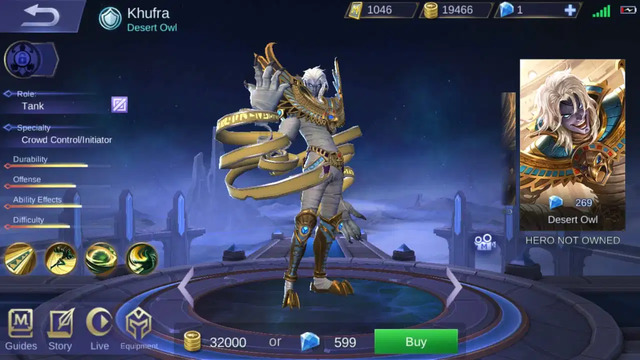 Khufra
Desert Owl
1046
19466
1
Role:
Tank
Specialty
Crowd Control/Initiator
Durability
Offense
Ability Effects
Difficulty
269
Desert Owl
HERO NOT OWNED
Guides
Story
Live
Equipment
32000
or
599
Buy